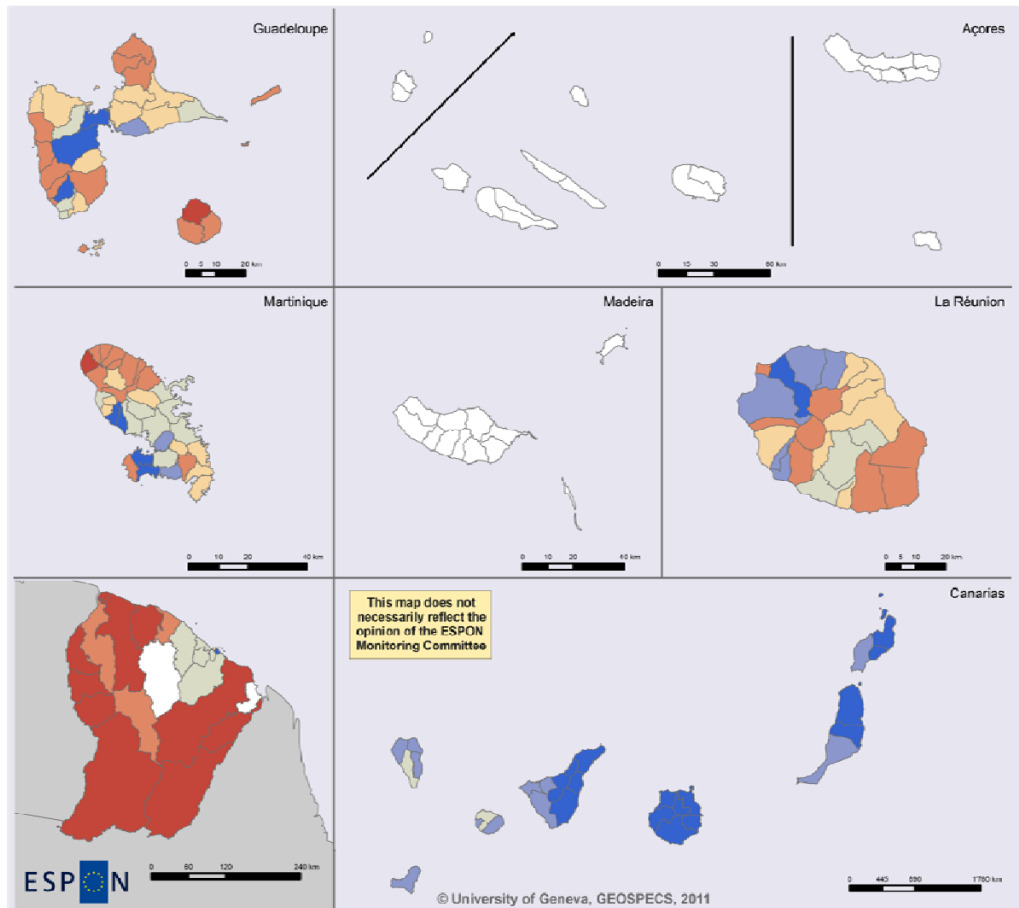 Guadeloupe
Açores
0 5 10 20 km
0 15 30 60 km
Martinique
Madeira
La Réunion
0 10 20 40 km
0 10 20 40 km
0 5 10 20 km
This map does not
necessarily reflect the
opinion of the ESPON
Monitoring Committee
Canarias
0 60 120 240 km
0 445 890 1780 km
ESPON
© University of Geneva, GEOSPECS, 2011